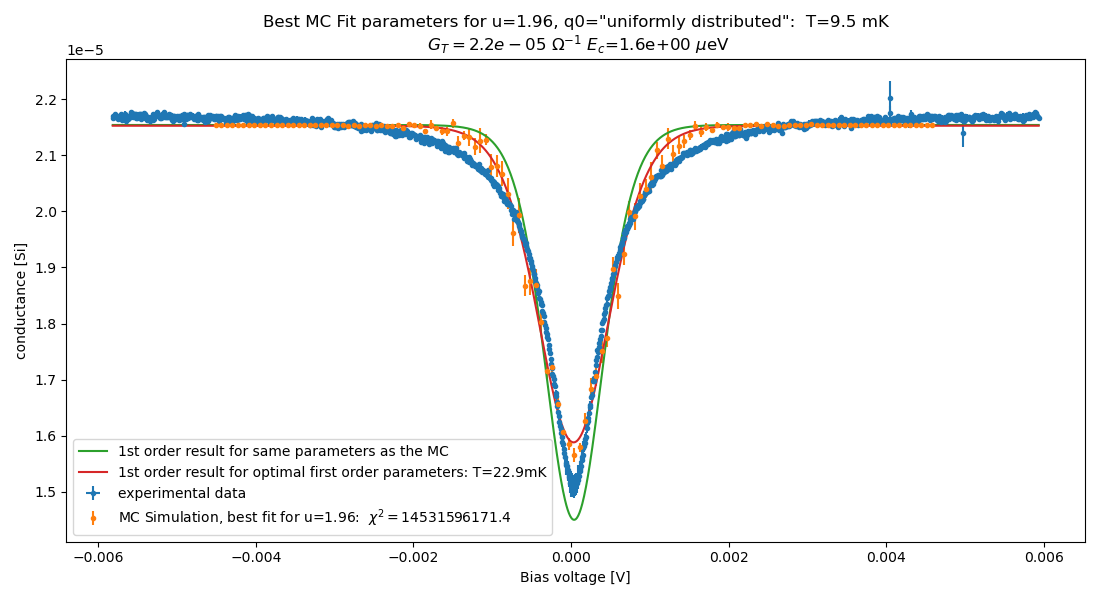 Best MC Fit parameters for u=1.96, q0="uniformly distributed":  T=9.5 mK
$G_T = 2.2e-05\ \Omega^{-1}$ $E_c$=1.6e+00 $\mu$eV
1e−5
2.2
2.1
2.0
1.9
1.8
1.7
1.6
1.5
conductance [Si]
1st order result for same parameters as the MC
1st order result for optimal first order parameters: T=22.9mK
experimental data
MC Simulation, best fit for u=1.96:  $\chi^2 = 14531596171.4$
−0.006 −0.004 −0.002 0.000 0.002 0.004 0.006
Bias voltage [V]